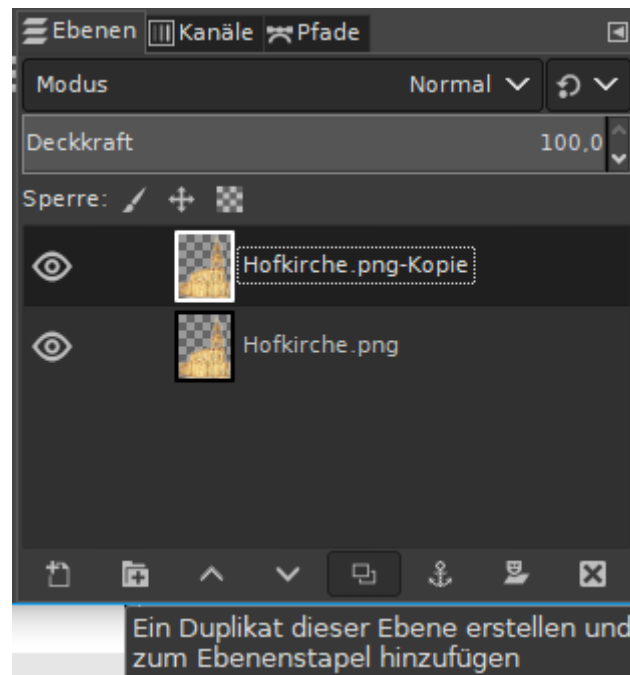 Ebenen Kanäle Pfade
Modus Normal
Deckkraft 100,0
Sperre:
Hofkirche.png-Kopie
Hofkirche.png
Ein Duplikat dieser Ebene erstellen und
zum Ebenenstapel hinzufügen